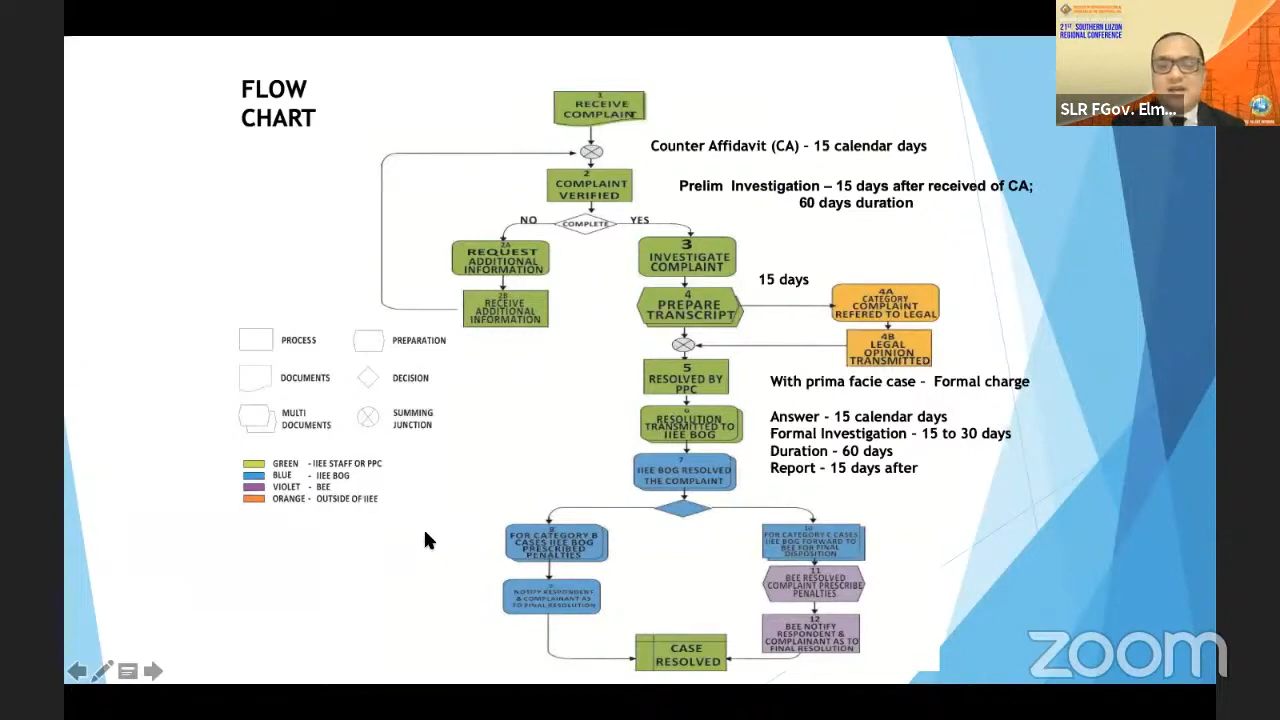 FLOW
CHART
1
RECEIVE
COMPLAINT
Counter Affidavit (CA) – 15 calendar days
2
COMPLAINT
VERIFIED
Prelim Investigation – 15 days after received of CA;
60 days duration
NO
COMPLETE
YES
2A
REQUEST
ADDITIONAL
INFORMATION
2B
RECEIVE
ADDITIONAL
INFORMATION
3
INVESTIGATE
COMPLAINT
15 days
4
PREPARE
TRANSCRIPT
4A
CATEGORY
COMPLAINT
REFERED TO LEGAL
4B
LEGAL
OPINION
TRANSMITTED
5
RESOLVED BY
PPC
With prima facie case – Formal charge
6
RESOLUTION
TRANSMITTED TO
IIEE BOG
Answer – 15 calendar days
Formal Investigation – 15 to 30 days
Duration – 60 days
Report – 15 days after
7
IIEE BOG RESOLVED
THE COMPLAINT
8
FOR CATEGORY B
CASES IIEE BOG
PRESCRIBED
PENALTIES
9
NOTIFY RESPONDENT
& COMPLAINANT AS
TO FINAL RESOLUTION
10
FOR CATEGORY C CASES
IIEE BOG FORWARD TO
BEE FOR FINAL
DISPOSITION
11
BEE RESOLVED
COMPLAINT PRESCRIBE
PENALTIES
12
BEE NOTIFY
RESPONDENT &
COMPLAINANT AS TO
FINAL RESOLUTION
CASE
RESOLVED
PROCESS
PREPARATION
DOCUMENTS
DECISION
MULTI
DOCUMENTS
SUMMING
JUNCTION
GREEN - IIEE STAFF OR PPC
BLUE - IIEE BOG
VIOLET - BEE
ORANGE - OUTSIDE OF IIEE
21ST SOUTHERN LUZON
REGIONAL CONFERENCE
SLR FGov. Elm...
zoom